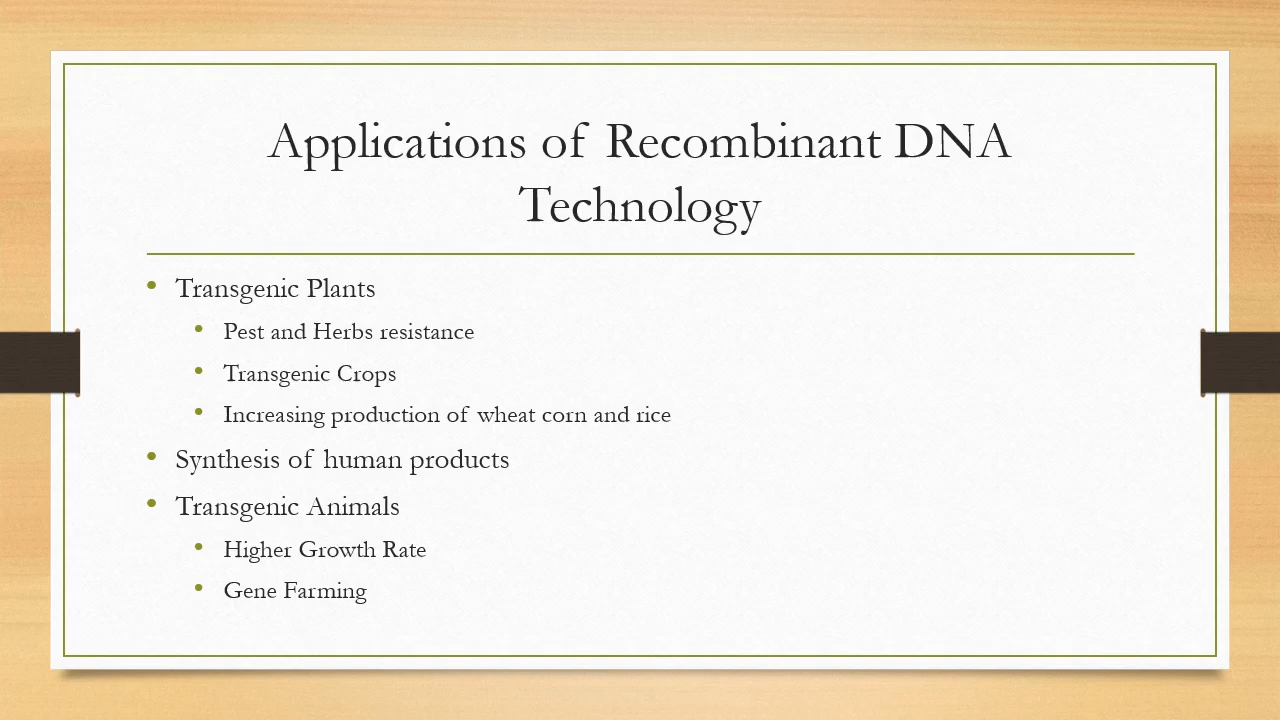 Applications of Recombinant DNA
Technology
• Transgenic Plants
• Pest and Herbs resistance
• Transgenic Crops
• Increasing production of wheat corn and rice
• Synthesis of human products
• Transgenic Animals
• Higher Growth Rate
• Gene Farming